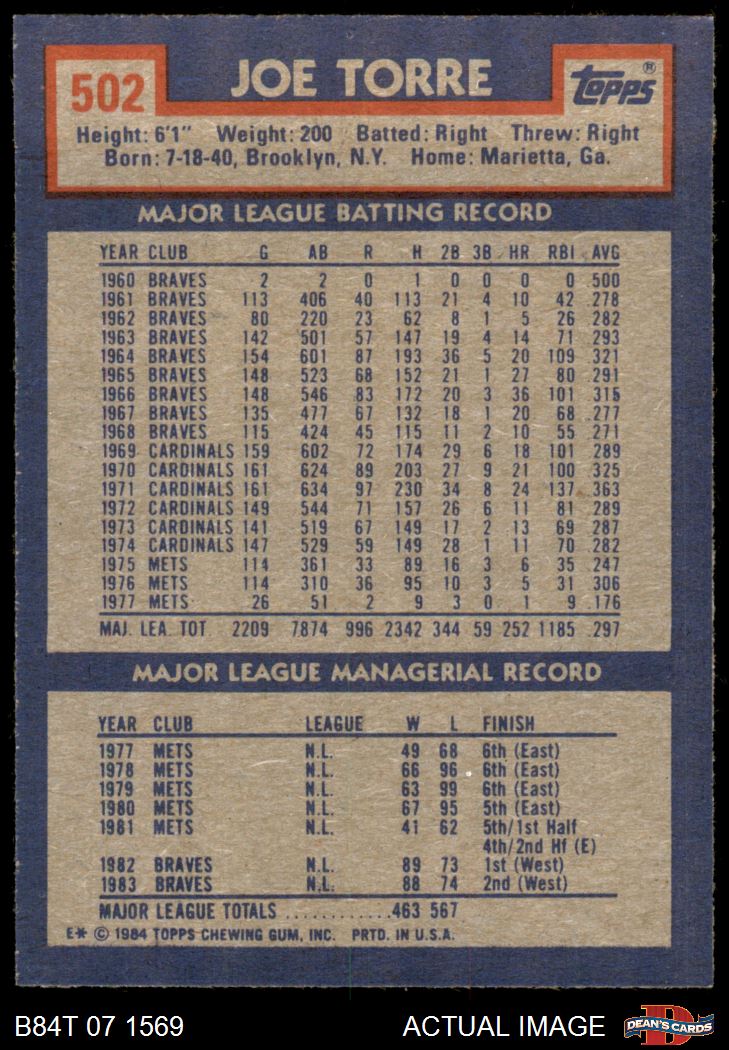 502 JOE TORRE Topps®
Height: 6'1" Weight: 200 Batted: Right Threw: Right
Born: 7-18-40, Brooklyn, N.Y. Home: Marietta, Ga.
MAJOR LEAGUE BATTING RECORD
YEAR CLUB G AB R H 2B 3B HR RBI AVG
1960 BRAVES 2 2 0 1 0 0 0 0 .500
1961 BRAVES 113 406 40 113 21 4 10 42 .278
1962 BRAVES 80 220 23 62 8 1 5 26 .282
1963 BRAVES 142 501 57 147 19 4 14 71 .293
1964 BRAVES 154 601 87 193 36 5 20 109 .321
1965 BRAVES 148 523 68 152 21 1 27 80 .291
1966 BRAVES 148 546 83 172 20 3 36 101 .315
1967 BRAVES 135 477 67 132 18 1 20 68 .277
1968 BRAVES 115 424 45 115 11 2 10 55 .271
1969 CARDINALS 159 602 72 174 29 6 18 101 .289
1970 CARDINALS 161 624 89 203 27 9 21 100 .325
1971 CARDINALS 161 634 97 230 34 8 24 137 .363
1972 CARDINALS 149 544 71 157 26 6 11 81 .289
1973 CARDINALS 141 519 67 149 17 2 13 69 .287
1974 CARDINALS 147 529 59 149 28 1 11 70 .282
1975 METS 114 361 33 89 16 3 6 35 .247
1976 METS 114 310 36 95 10 3 5 31 .306
1977 METS 26 51 2 9 3 0 1 9 .176
MAJ. LEA. TOT. 2209 7874 996 2342 344 59 252 1185 .297
MAJOR LEAGUE MANAGERIAL RECORD
YEAR CLUB LEAGUE W L FINISH
1977 METS N.L. 49 68 6th (East)
1978 METS N.L. 66 96 6th (East)
1979 METS N.L. 63 99 6th (East)
1980 METS N.L. 67 95 5th (East)
1981 METS N.L. 41 62 5th/1st Half
4th/2nd Hf (E)
1982 BRAVES N.L. 89 73 1st (West)
1983 BRAVES N.L. 88 74 2nd (West)
MAJOR LEAGUE TOTALS ............463 567
E* © 1984 TOPPS CHEWING GUM, INC. PRTD. IN U.S.A.
B84T 07 1569 ACTUAL IMAGE DEAN'S CARDS